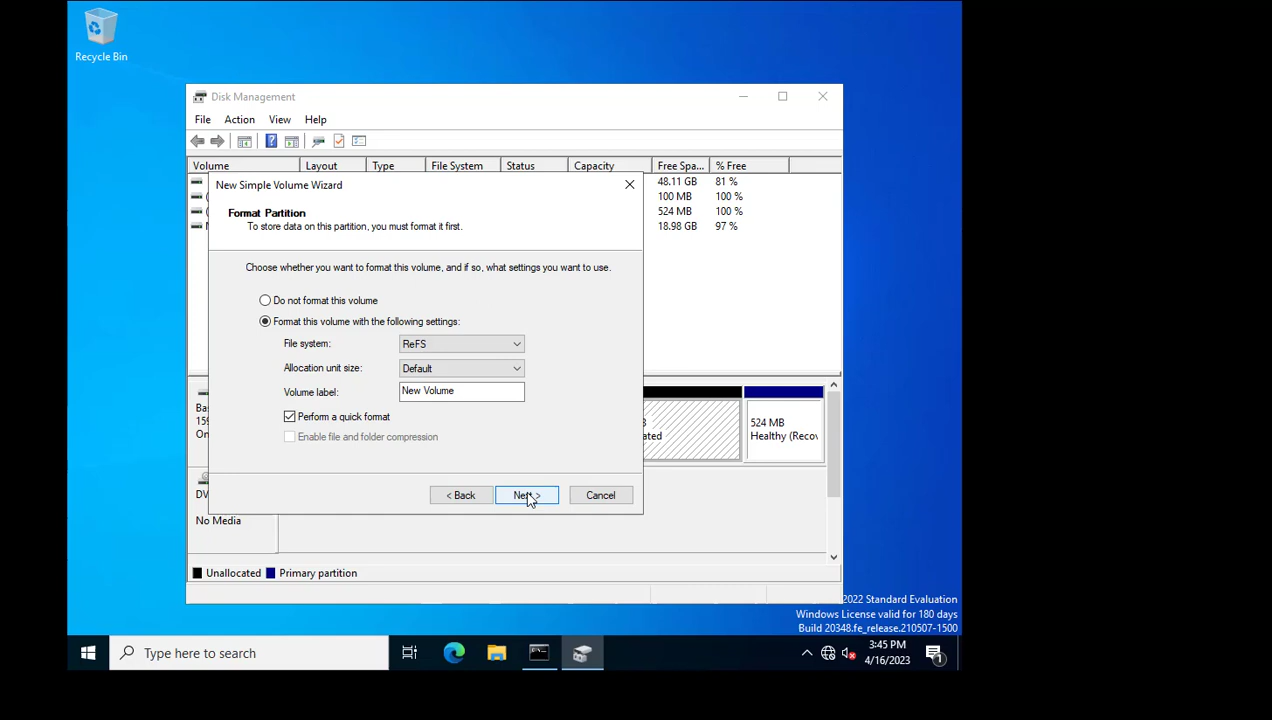 Recycle Bin
Disk Management
File Action View Help
Volume Layout Type File System Status Capacity Free Spa... % Free
48.11 GB 81 %
100 MB 100 %
524 MB 100 %
18.98 GB 97 %
New Simple Volume Wizard
Format Partition
To store data on this partition, you must format it first.
Choose whether you want to format this volume, and if so, what settings you want to use.
Do not format this volume
Format this volume with the following settings:
File system: ReFS
Allocation unit size: Default
Volume label: New Volume
Perform a quick format
Enable file and folder compression
< Back Next > Cancel
524 MB
Healthy (Recov
No Media
Unallocated Primary partition
2022 Standard Evaluation
Windows License valid for 180 days
Build 20348.fe_release.210507-1500
Type here to search
3:45 PM
4/16/2023
1